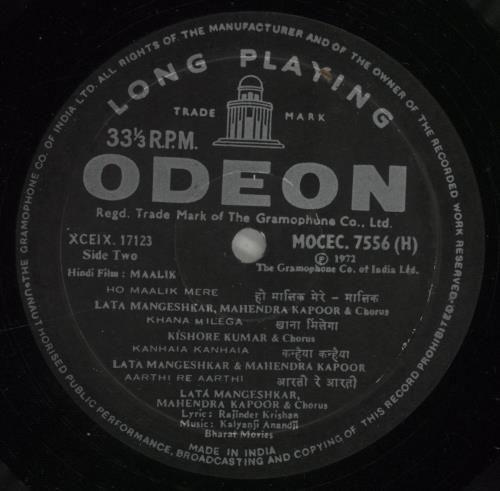 UNAUTHORISED PUBLIC PERFORMANCE, BROADCASTING AND COPYING OF THIS RECORD PROHIBITED.
THE GRAMOPHONE CO. OF INDIA LTD. ALL RIGHTS OF THE MANUFACTURER AND OF THE OWNER OF THE RECORDED WORK RESERVED.
LONG PLAYING
TRADE MARK
33⅓ R.P.M.
ODEON
Regd. Trade Mark of The Gramophone Co., Ltd.
XCEIX. 17123 MOCEC. 7556 (H)
Side Two Ⓟ 1972
Hindi Film: MAALIK The Gramophone Co. of India Ltd.
HO MAALIK MERE हो मालिक मेरे - मालिक
LATA MANGESHKAR, MAHENDRA KAPOOR & Chorus
KHANA MILEGA खाना मिलेगा
KISHORE KUMAR & Chorus
KANHAIA KANHAIA कन्हैया कन्हैया
LATA MANGESHKAR & MAHENDRA KAPOOR
AARTHI RE AARTHI आरती रे आरती
LATA MANGESHKAR,
MAHENDRA KAPOOR & Chorus
Lyric: Rajinder Krishan
Music: Kalyanji Anandji
Bharat Movies
MADE IN INDIA